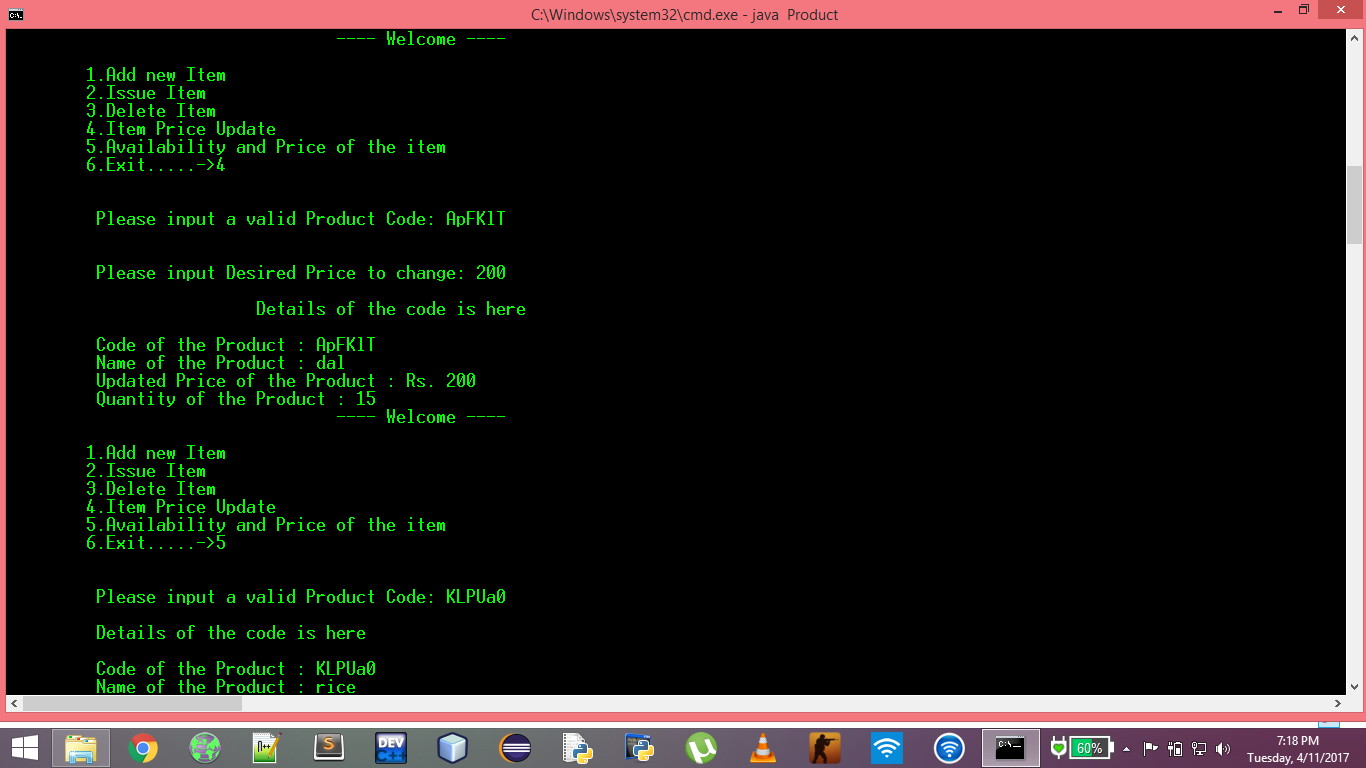 C:\Windows\system32\cmd.exe - java  Product
---- Welcome ----
1.Add new Item
2.Issue Item
3.Delete Item
4.Item Price Update
5.Availability and Price of the item
6.Exit.....->4
Please input a valid Product Code: ApFKlT
Please input Desired Price to change: 200
Details of the code is here
Code of the Product : ApFKlT
Name of the Product : dal
Updated Price of the Product : Rs. 200
Quantity of the Product : 15
---- Welcome ----
1.Add new Item
2.Issue Item
3.Delete Item
4.Item Price Update
5.Availability and Price of the item
6.Exit.....->5
Please input a valid Product Code: KLPUa0
Details of the code is here
Code of the Product : KLPUa0
Name of the Product : rice
DEV C++
60%
7:18 PM
Tuesday, 4/11/2017